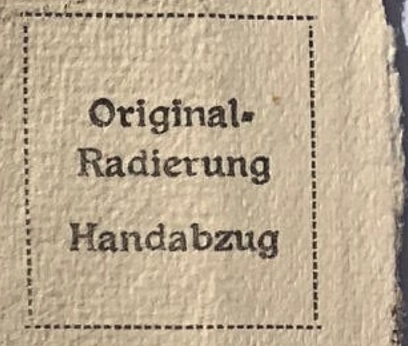 Original-
Radierung
Handabzug